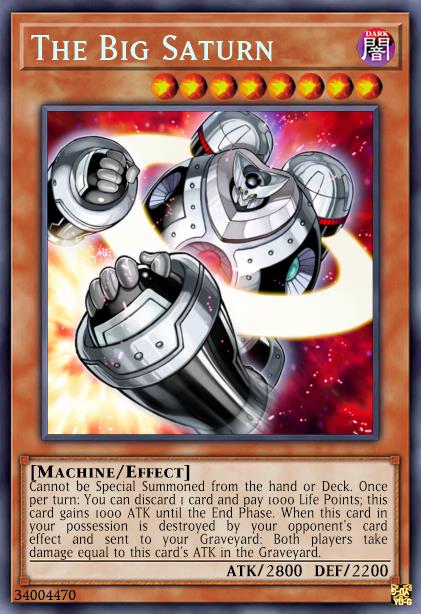 THE BIG SATURN
DARK
闇
[MACHINE/EFFECT]
Cannot be Special Summoned from the hand or Deck. Once
per turn: You can discard 1 card and pay 1000 Life Points; this
card gains 1000 ATK until the End Phase. When this card in
your possession is destroyed by your opponent's card
effect and sent to your Graveyard: Both players take
damage equal to this card's ATK in the Graveyard.
ATK/2800 DEF/2200
34004470